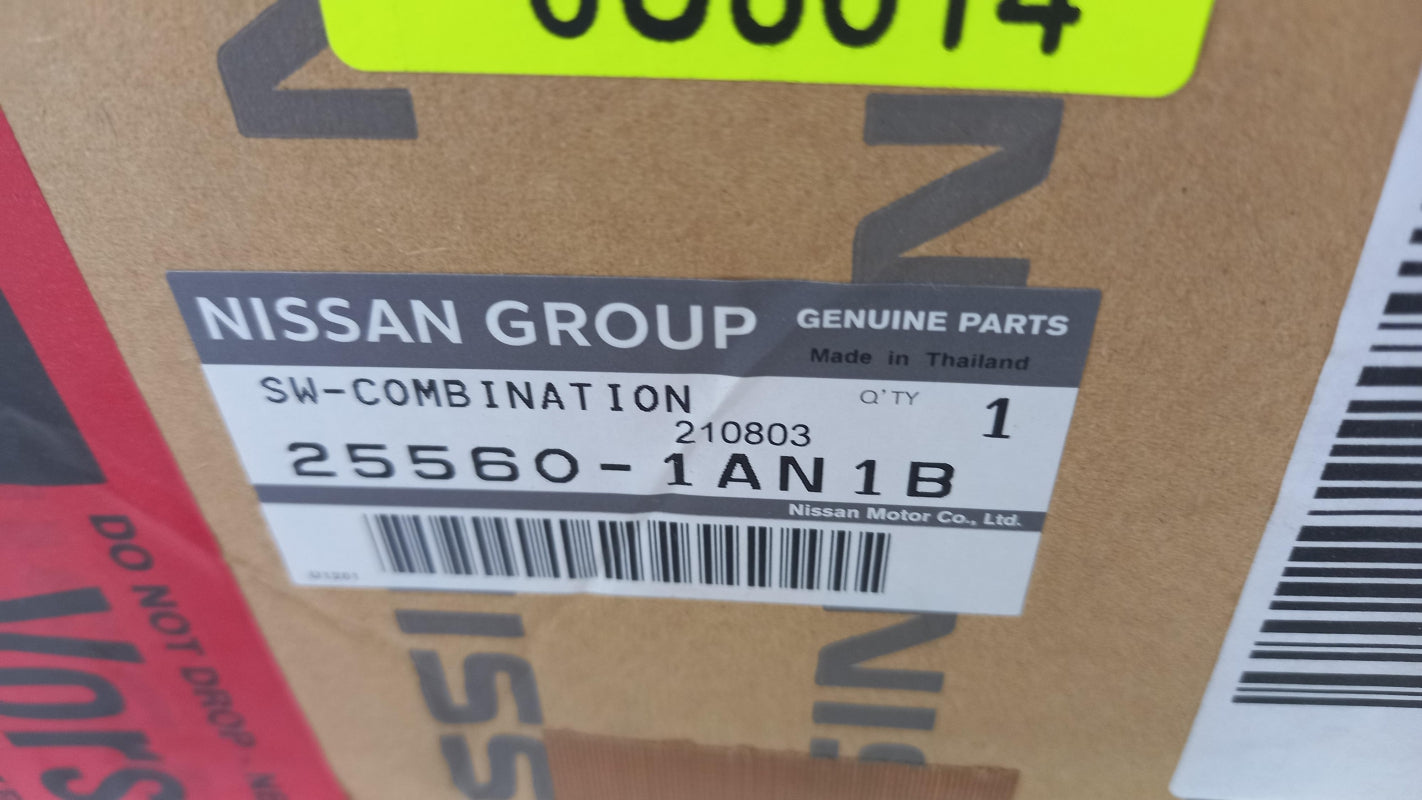 NISSAN GROUP GENUINE PARTS
Made in Thailand
SW-COMBINATION Q'TY 1
210803
25560-1AN1B
Nissan Motor Co., Ltd.
DO NOT DROP -